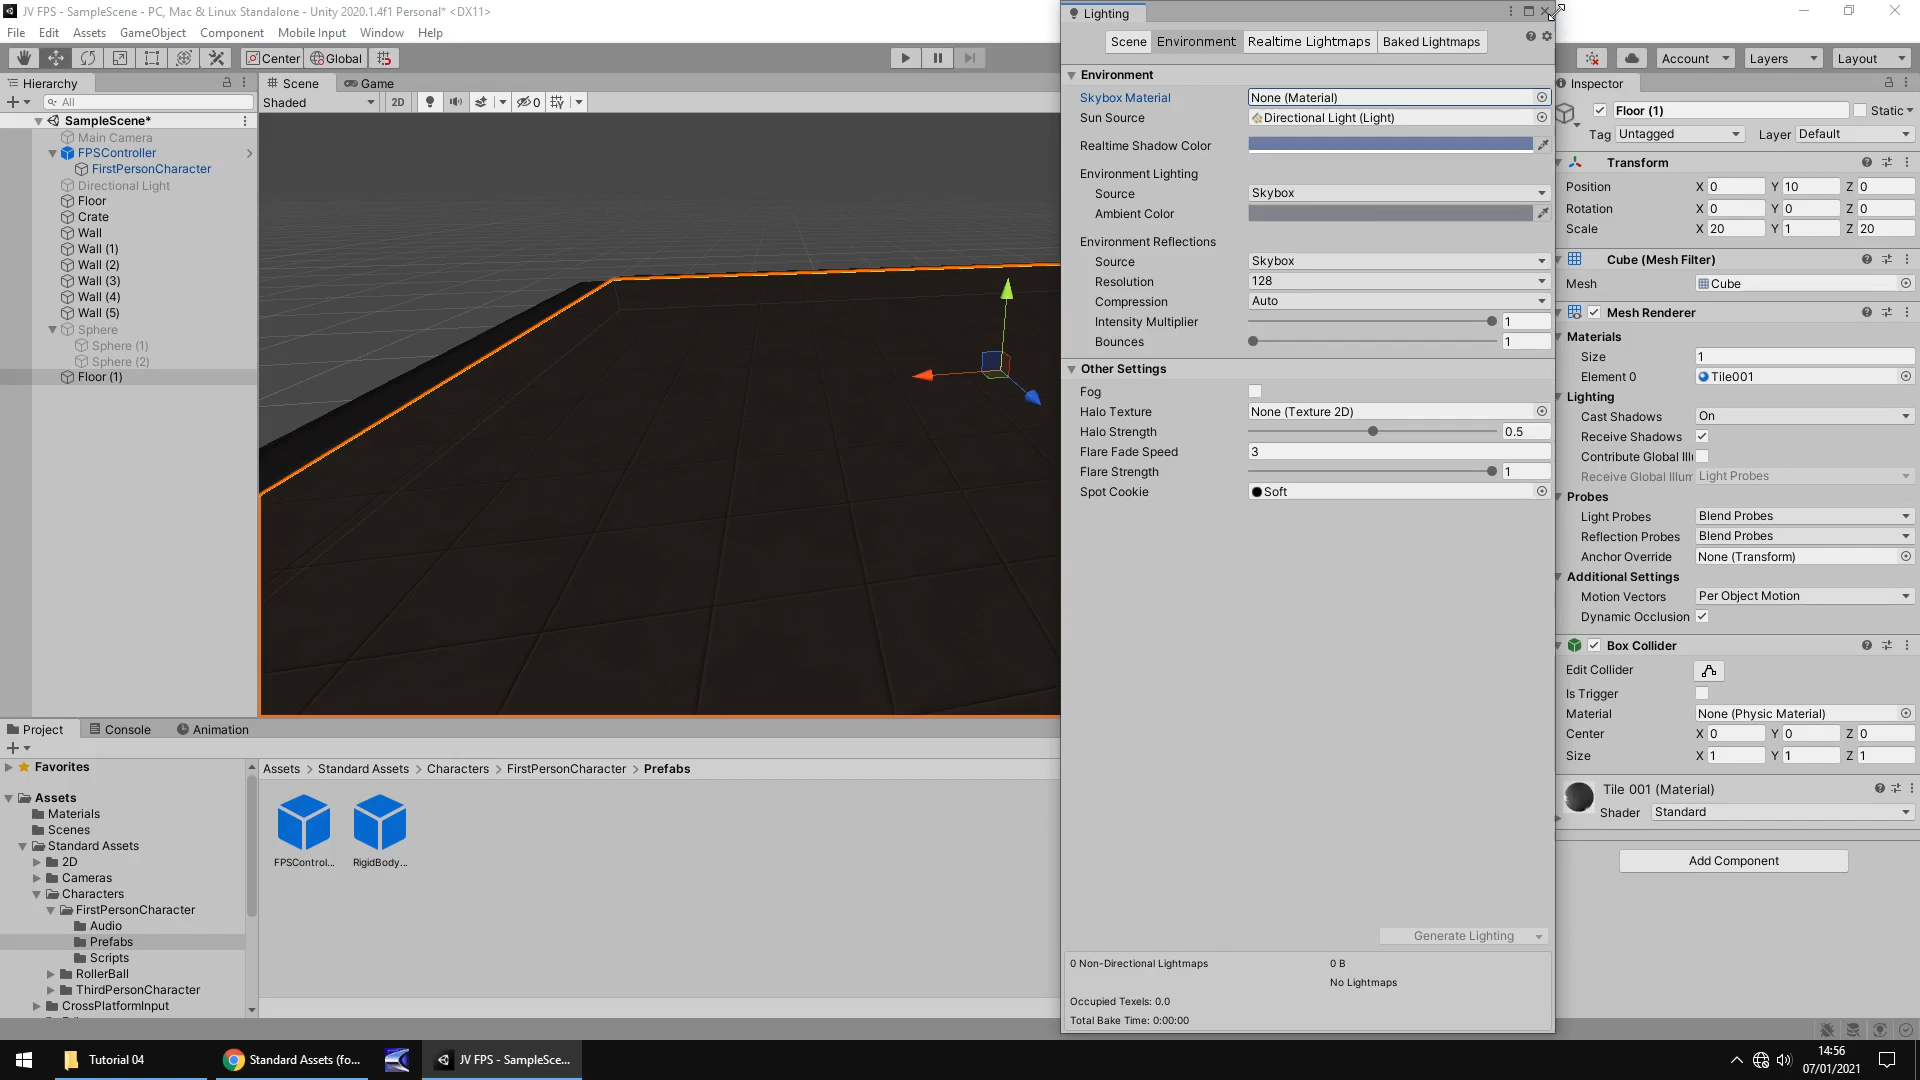 JV FPS - SampleScene - PC, Mac & Linux Standalone - Unity 2020.1.4f1 Personal* <DX11>
File Edit Assets GameObject Component Mobile Input Window Help
Center Global
Account Layers Layout
Hierarchy
All
SampleScene*
Main Camera
FPSController
FirstPersonCharacter
Directional Light
Floor
Crate
Wall
Wall (1)
Wall (2)
Wall (3)
Wall (4)
Wall (5)
Sphere
Sphere (1)
Sphere (2)
Floor (1)
Scene Game
Shaded 2D 0
Lighting
Scene Environment Realtime Lightmaps Baked Lightmaps
Environment
Skybox Material None (Material)
Sun Source Directional Light (Light)
Realtime Shadow Color
Environment Lighting
Source Skybox
Ambient Color
Environment Reflections
Source Skybox
Resolution 128
Compression Auto
Intensity Multiplier 1
Bounces 1
Other Settings
Fog
Halo Texture None (Texture 2D)
Halo Strength 0.5
Flare Fade Speed 3
Flare Strength 1
Spot Cookie Soft
Generate Lighting
0 Non-Directional Lightmaps 0 B
No Lightmaps
Occupied Texels: 0.0
Total Bake Time: 0:00:00
Inspector
Floor (1) Static
Tag Untagged Layer Default
Transform
Position X 0 Y 10 Z 0
Rotation X 0 Y 0 Z 0
Scale X 20 Y 1 Z 20
Cube (Mesh Filter)
Mesh Cube
Mesh Renderer
Materials
Size 1
Element 0 Tile001
Lighting
Cast Shadows On
Receive Shadows
Contribute Global Illu
Receive Global Illum Light Probes
Probes
Light Probes Blend Probes
Reflection Probes Blend Probes
Anchor Override None (Transform)
Additional Settings
Motion Vectors Per Object Motion
Dynamic Occlusion
Box Collider
Edit Collider
Is Trigger
Material None (Physic Material)
Center X 0 Y 0 Z 0
Size X 1 Y 1 Z 1
Tile 001 (Material)
Shader Standard
Add Component
Project Console Animation
Favorites
Assets
Materials
Scenes
Standard Assets
2D
Cameras
Characters
FirstPersonCharacter
Audio
Prefabs
Scripts
RollerBall
ThirdPersonCharacter
CrossPlatformInput
Assets > Standard Assets > Characters > FirstPersonCharacter > Prefabs
FPSControl... RigidBody...
Tutorial 04 Standard Assets (fo... JV FPS - SampleSce...
14:56
07/01/2021